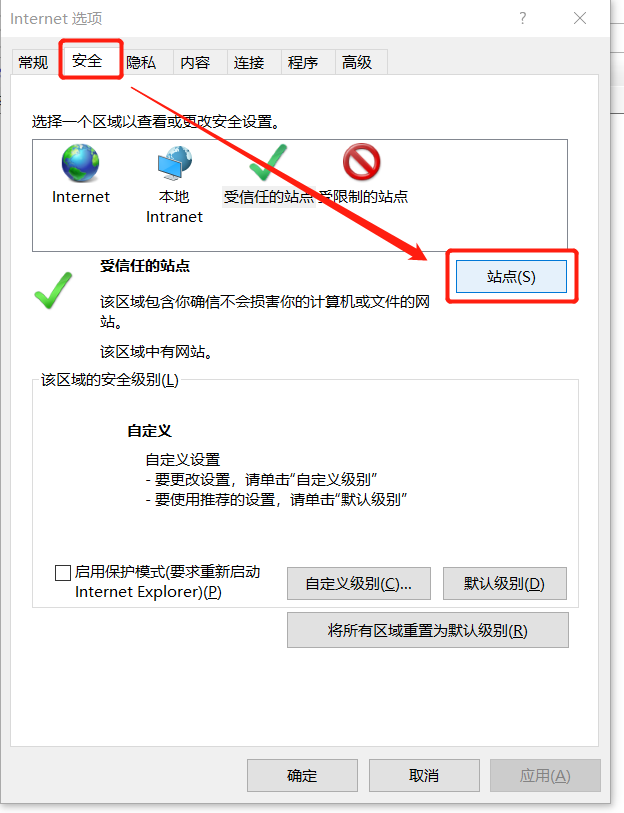 Internet 选项
?
常规 安全 隐私 内容 连接 程序 高级
选择一个区域以查看或更改安全设置。
Internet
本地
Intranet
受信任的站点
受限制的站点
受信任的站点
站点(S)
该区域包含你确信不会损害你的计算机或文件的网
站。
该区域中有网站。
该区域的安全级别(L)
自定义
自定义设置
- 要更改设置，请单击“自定义级别”
- 要使用推荐的设置，请单击“默认级别”
启用保护模式(要求重新启动
Internet Explorer)(P)
自定义级别(C)...
默认级别(D)
将所有区域重置为默认级别(R)
确定
取消
应用(A)